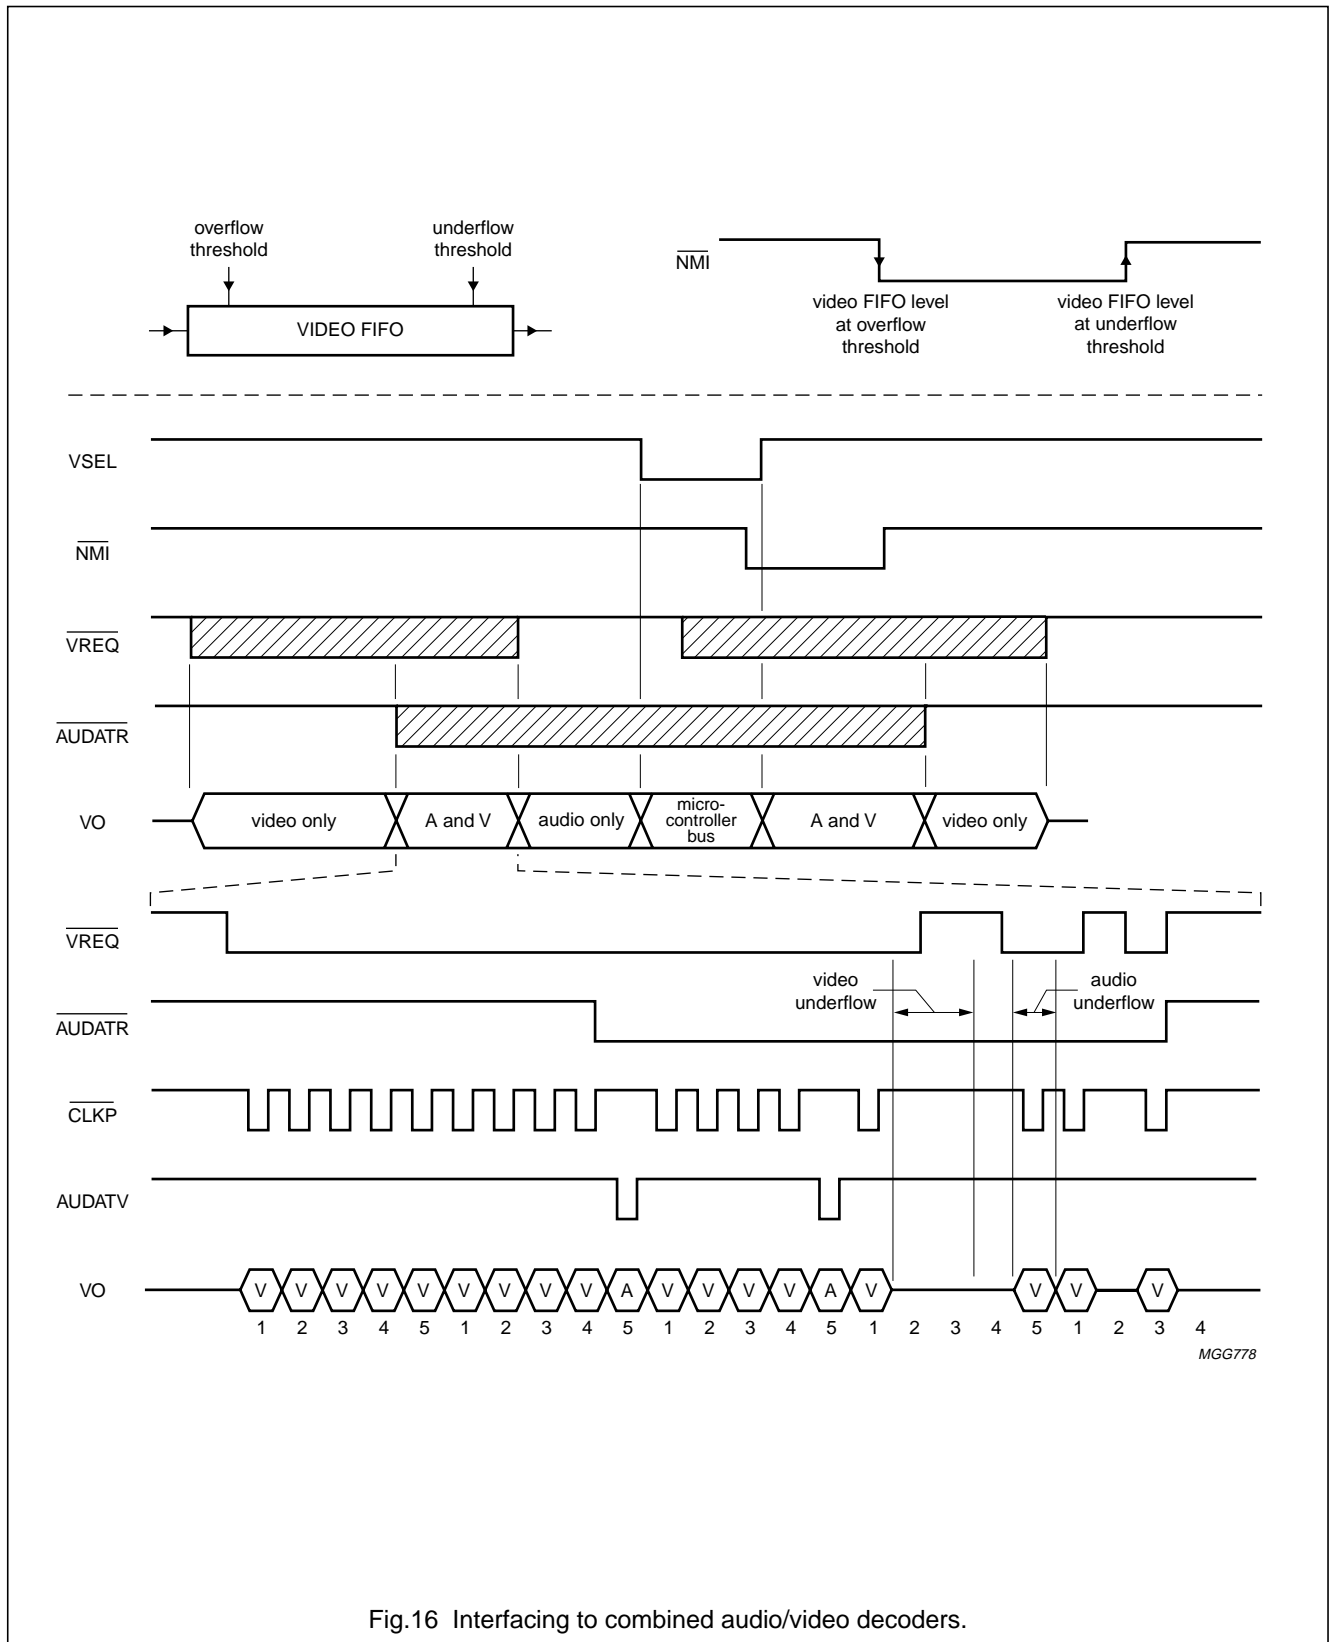 overflow
threshold
underflow
threshold
VIDEO FIFO
NMI
video FIFO level
at overflow
threshold
video FIFO level
at underflow
threshold
VSEL
NMI
VREQ
AUDATR
VO
video only
A and V
audio only
micro-
controller
bus
A and V
video only
VREQ
video
underflow
audio
underflow
AUDATR
CLKP
AUDATV
VO
V V V V V V V V V A V V V V A V V V V
1 2 3 4 5 1 2 3 4 5 1 2 3 4 5 1 2 3 4 5 1 2 3 4
MGG778
Fig.16 Interfacing to combined audio/video decoders.